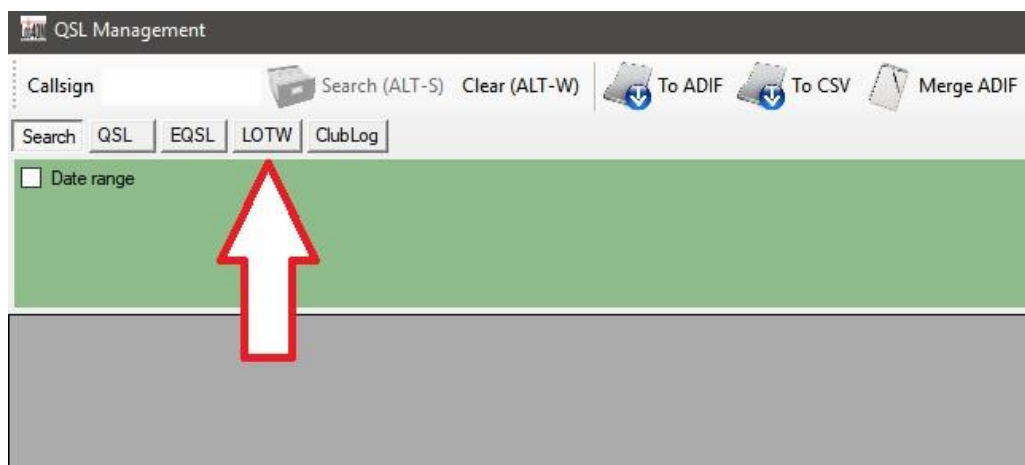 QSL Management
Callsign Search (ALT-S) Clear (ALT-W) To ADIF To CSV Merge ADIF
Search QSL EQSL LOTW ClubLog
Date range